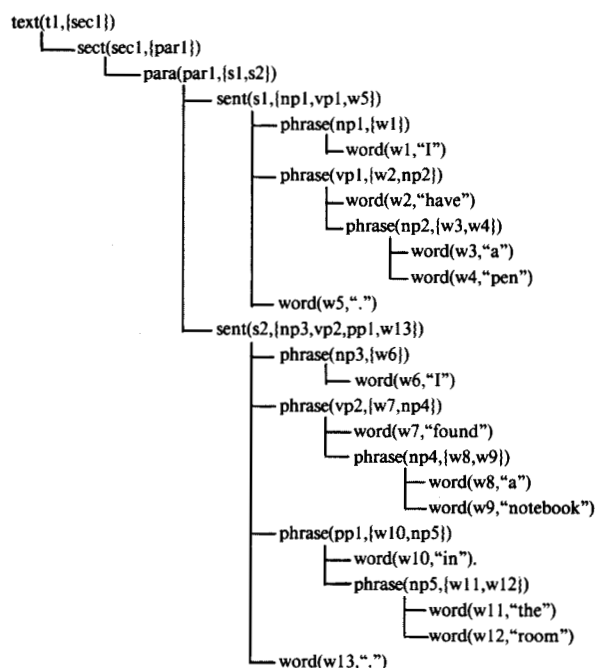 text(t1,{sec1})
sect(sec1,{par1})
para(par1,{s1,s2})
sent(s1,{np1,vp1,w5})
phrase(np1,{w1})
word(w1,“I”)
phrase(vp1,{w2,np2})
word(w2,“have”)
phrase(np2,{w3,w4})
word(w3,“a”)
word(w4,“pen”)
word(w5,“.”)
sent(s2,{np3,vp2,pp1,w13})
phrase(np3,{w6})
word(w6,“I”)
phrase(vp2,{w7,np4})
word(w7,“found”)
phrase(np4,{w8,w9})
word(w8,“a”)
word(w9,“notebook”)
phrase(pp1,{w10,np5})
word(w10,“in”).
phrase(np5,{w11,w12})
word(w11,“the”)
word(w12,“room”)
word(w13,“.”)